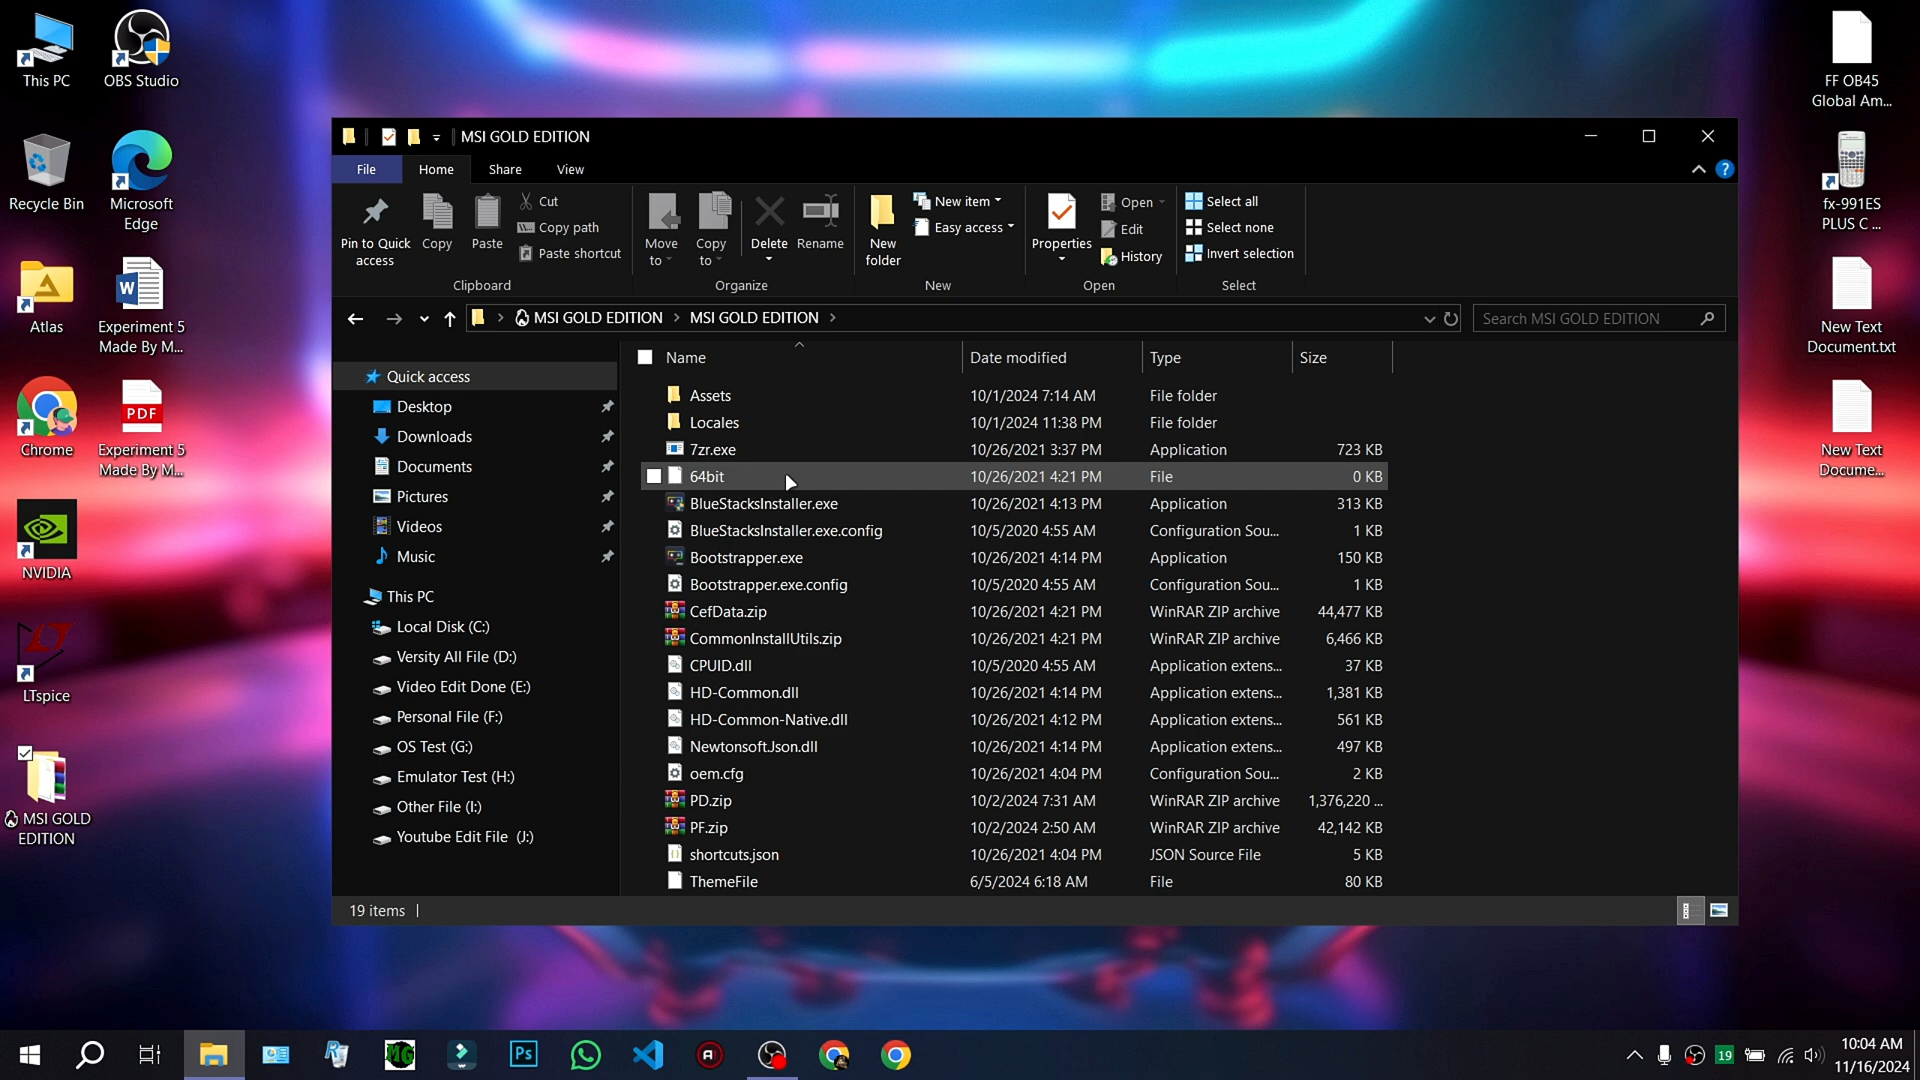 This PC
OBS Studio
Recycle Bin
Microsoft
Edge
Atlas
Experiment 5
Made By M...
Chrome
PDF
Experiment 5
Made By M...
NVIDIA
LTspice
MSI GOLD
EDITION
MSI GOLD EDITION
File
Home
Share
View
Pin to Quick
access
Copy
Paste
Cut
Copy path
Paste shortcut
Clipboard
Move
to
Copy
to
Delete
Rename
Organize
New
folder
New item
Easy access
New
Properties
Open
Edit
History
Open
Select all
Select none
Invert selection
Select
MSI GOLD EDITION
MSI GOLD EDITION
Search MSI GOLD EDITION
Quick access
Desktop
Downloads
Documents
Pictures
Videos
Music
This PC
Local Disk (C:)
Versity All File (D:)
Video Edit Done (E:)
Personal File (F:)
OS Test (G:)
Emulator Test (H:)
Other File (I:)
Youtube Edit File (J:)
Name Date modified Type Size
Assets 10/1/2024 7:14 AM File folder
Locales 10/1/2024 11:38 PM File folder
7zr.exe 10/26/2021 3:37 PM Application 723 KB
64bit 10/26/2021 4:21 PM File 0 KB
BlueStacksInstaller.exe 10/26/2021 4:13 PM Application 313 KB
BlueStacksInstaller.exe.config 10/5/2020 4:55 AM Configuration Sou... 1 KB
Bootstrapper.exe 10/26/2021 4:14 PM Application 150 KB
Bootstrapper.exe.config 10/5/2020 4:55 AM Configuration Sou... 1 KB
CefData.zip 10/26/2021 4:21 PM WinRAR ZIP archive 44,477 KB
CommonInstallUtils.zip 10/26/2021 4:21 PM WinRAR ZIP archive 6,466 KB
CPUID.dll 10/5/2020 4:55 AM Application extens... 37 KB
HD-Common.dll 10/26/2021 4:14 PM Application extens... 1,381 KB
HD-Common-Native.dll 10/26/2021 4:12 PM Application extens... 561 KB
Newtonsoft.Json.dll 10/26/2021 4:14 PM Application extens... 497 KB
oem.cfg 10/26/2021 4:04 PM Configuration Sou... 2 KB
PD.zip 10/2/2024 7:31 AM WinRAR ZIP archive 1,376,220 ...
PF.zip 10/2/2024 2:50 AM WinRAR ZIP archive 42,142 KB
shortcuts.json 10/26/2021 4:04 PM JSON Source File 5 KB
ThemeFile 6/5/2024 6:18 AM File 80 KB
19 items
FF OB45
Global Am...
fx-991ES
PLUS C ...
New Text
Document.txt
New Text
Docume...
MG
Ps
19
10:04 AM
11/16/2024